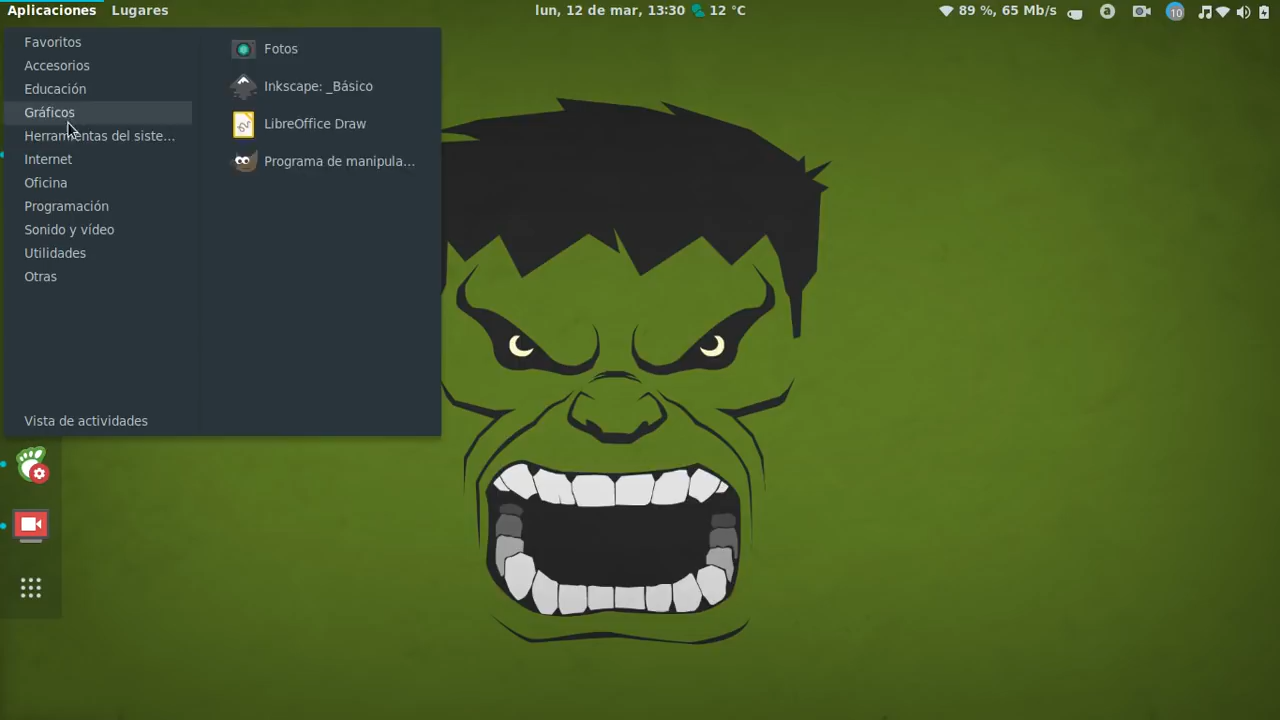 Aplicaciones Lugares lun, 12 de mar, 13:30 12 °C 89 %, 65 Mb/s a 10
Favoritos
Accesorios
Educación
Gráficos
Herramientas del siste...
Internet
Oficina
Programación
Sonido y vídeo
Utilidades
Otras
Vista de actividades
Fotos
Inkscape: _Básico
LibreOffice Draw
Programa de manipula...